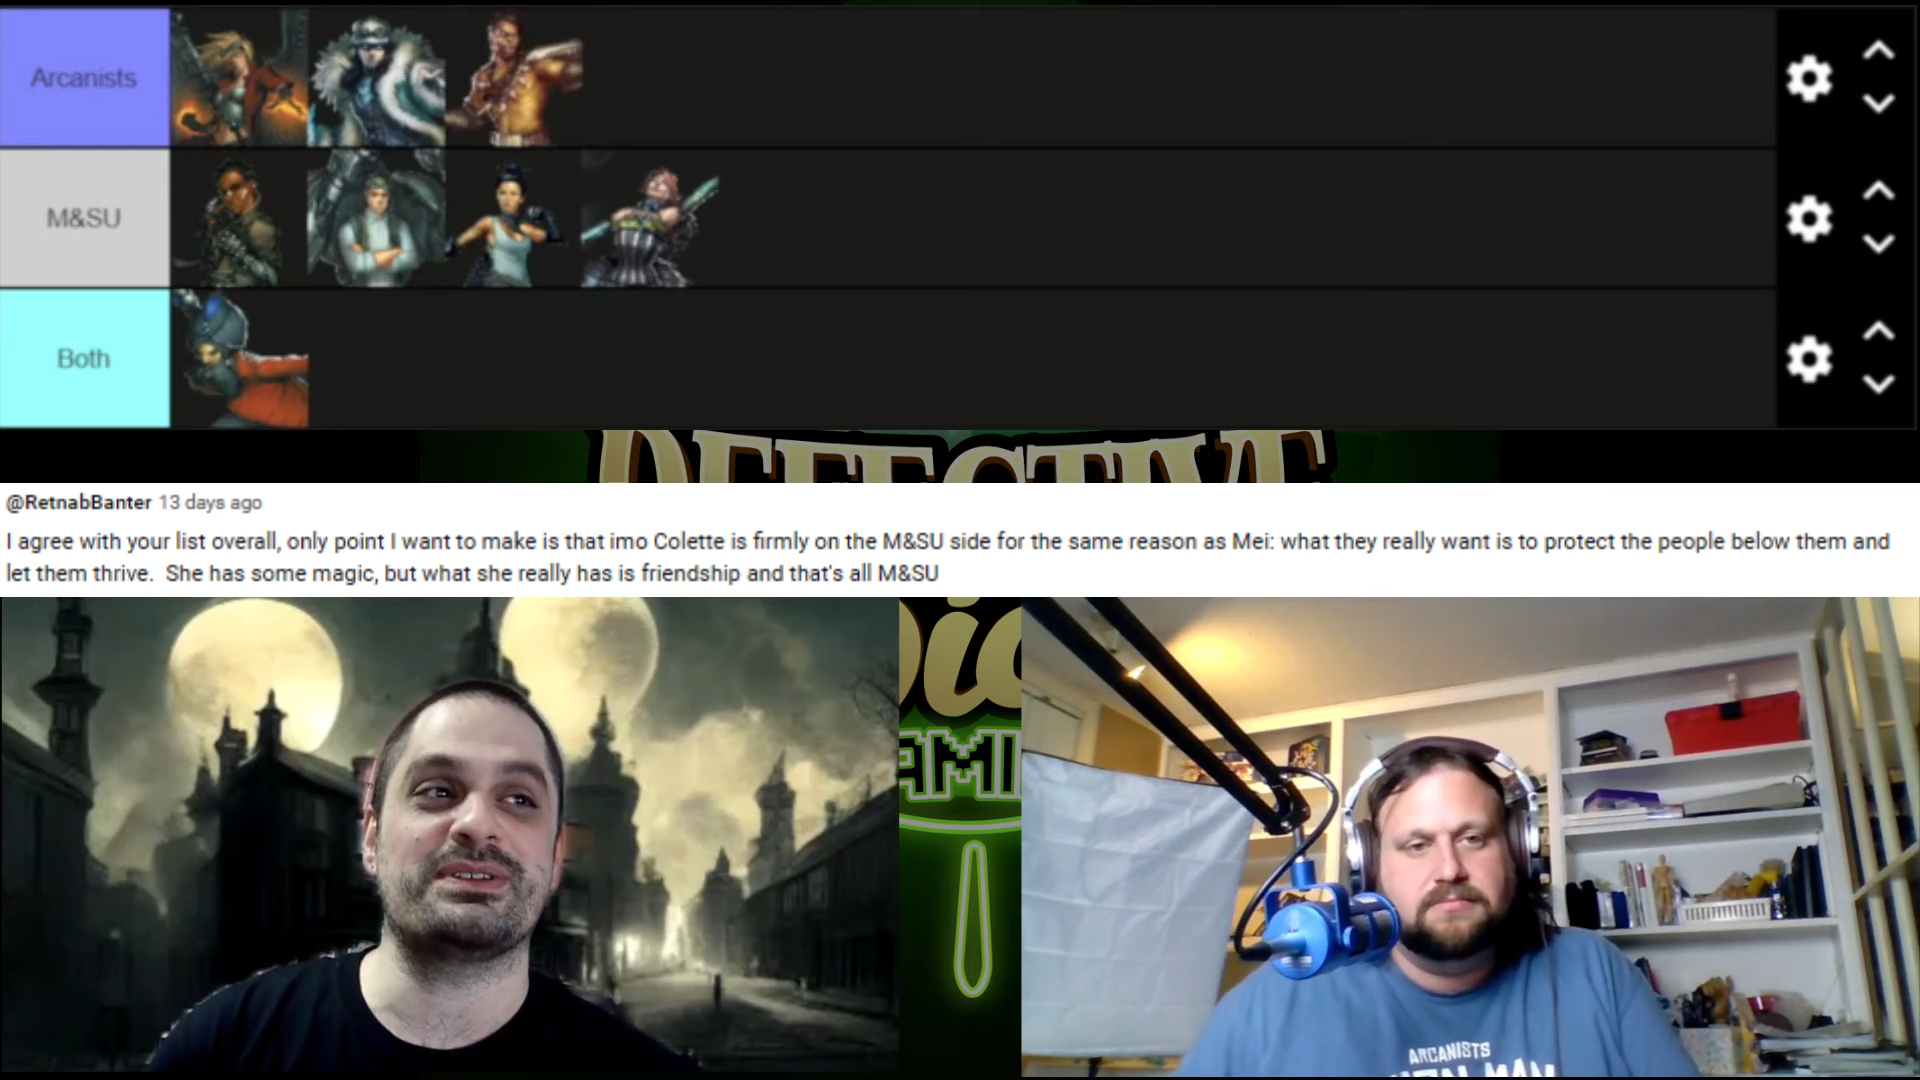 Arcanists
M&SU
Both
DEFECTIVE
@RetnabBanter 13 days ago
I agree with your list overall, only point I want to make is that imo Colette is firmly on the M&SU side for the same reason as Mei: what they really want is to protect the people below them and
let them thrive.  She has some magic, but what she really has is friendship and that's all M&SU
ARCANISTS